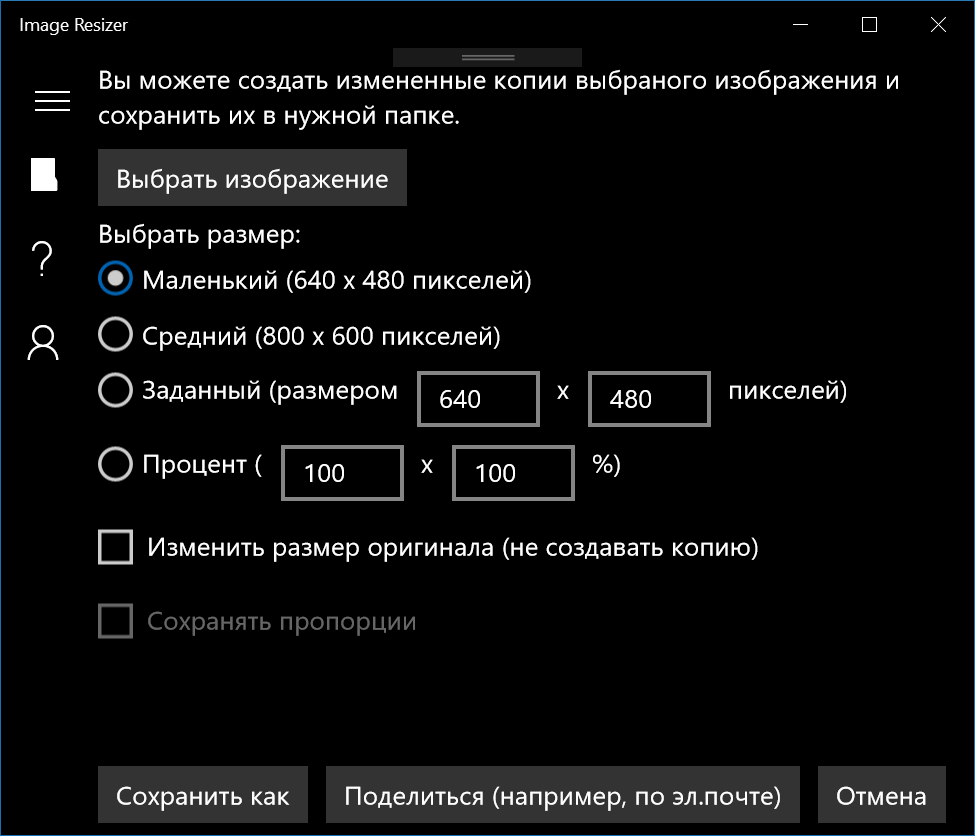 Image Resizer
Вы можете создать измененные копии выбраного изображения и
сохранить их в нужной папке.
Выбрать изображение
Выбрать размер:
Маленький (640 x 480 пикселей)
Средний (800 x 600 пикселей)
Заданный (размером 640 x 480 пикселей)
Процент ( 100 x 100 %)
Изменить размер оригинала (не создавать копию)
Сохранять пропорции
Сохранить как Поделиться (например, по эл.почте) Отмена